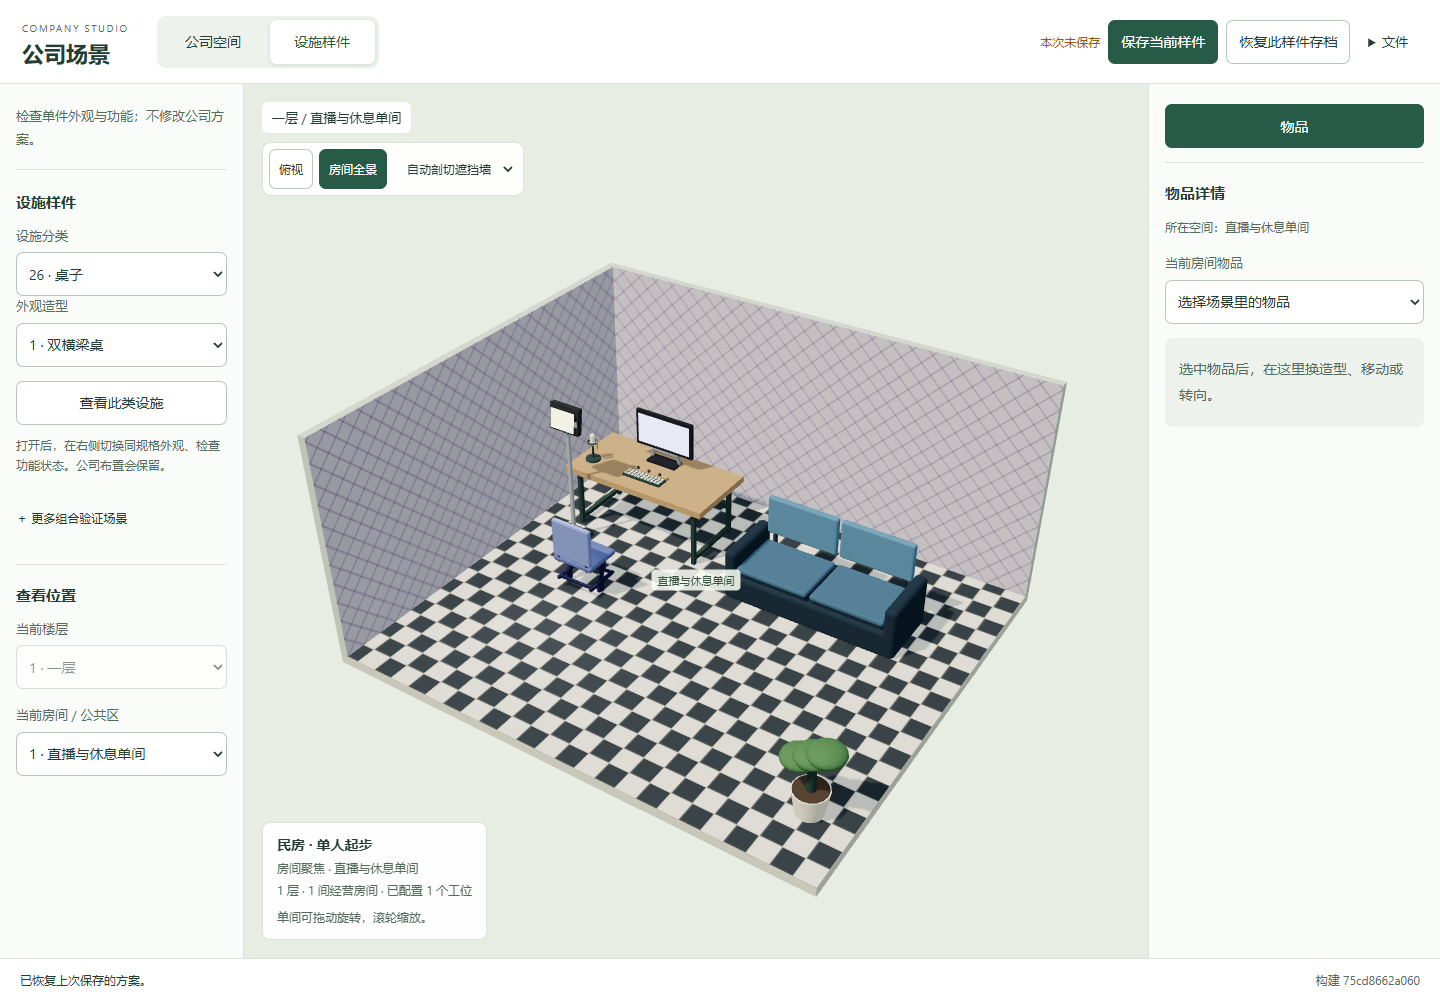 COMPANY STUDIO
公司场景
公司空间
设施样件
本次未保存
保存当前样件
恢复此样件存档
▶ 文件
检查单件外观与功能；不修改公司方
案。
设施样件
设施分类
26 · 桌子
外观造型
1 · 双横梁桌
查看此类设施
打开后，在右侧切换同规格外观、检查
功能状态。公司布置会保留。
+ 更多组合验证场景
查看位置
当前楼层
1 · 一层
当前房间 / 公共区
1 · 直播与休息单间
一层 / 直播与休息单间
俯视
房间全景
自动剖切遮挡墙
直播与休息单间
民房 · 单人起步
房间聚焦 · 直播与休息单间
1 层 · 1 间经营房间 · 已配置 1 个工位
单间可拖动旋转，滚轮缩放。
物品
物品详情
所在空间：直播与休息单间
当前房间物品
选择场景里的物品
选中物品后，在这里换造型、移动或
转向。
已恢复上次保存的方案。
构建 75cd8662a060